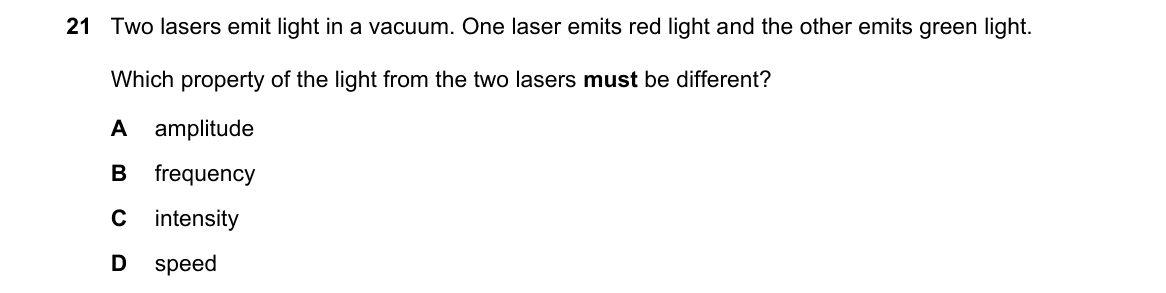 21 Two lasers emit light in a vacuum. One laser emits red light and the other emits green light.
Which property of the light from the two lasers must be different?
A amplitude
B frequency
C intensity
D speed